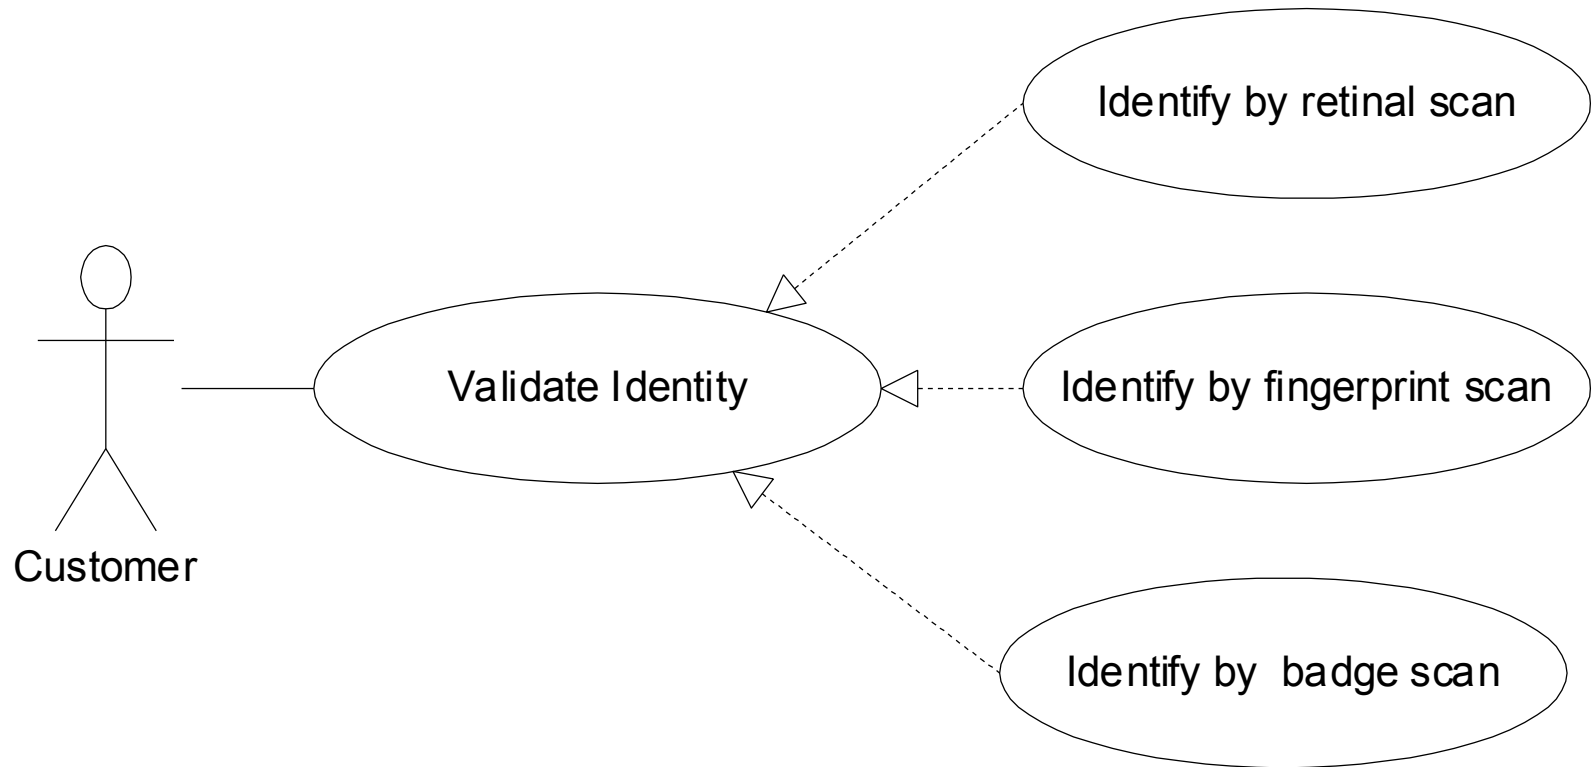 Identify by retinal scan
Validate Identity
Identify by fingerprint scan
Customer
Identify by  badge scan